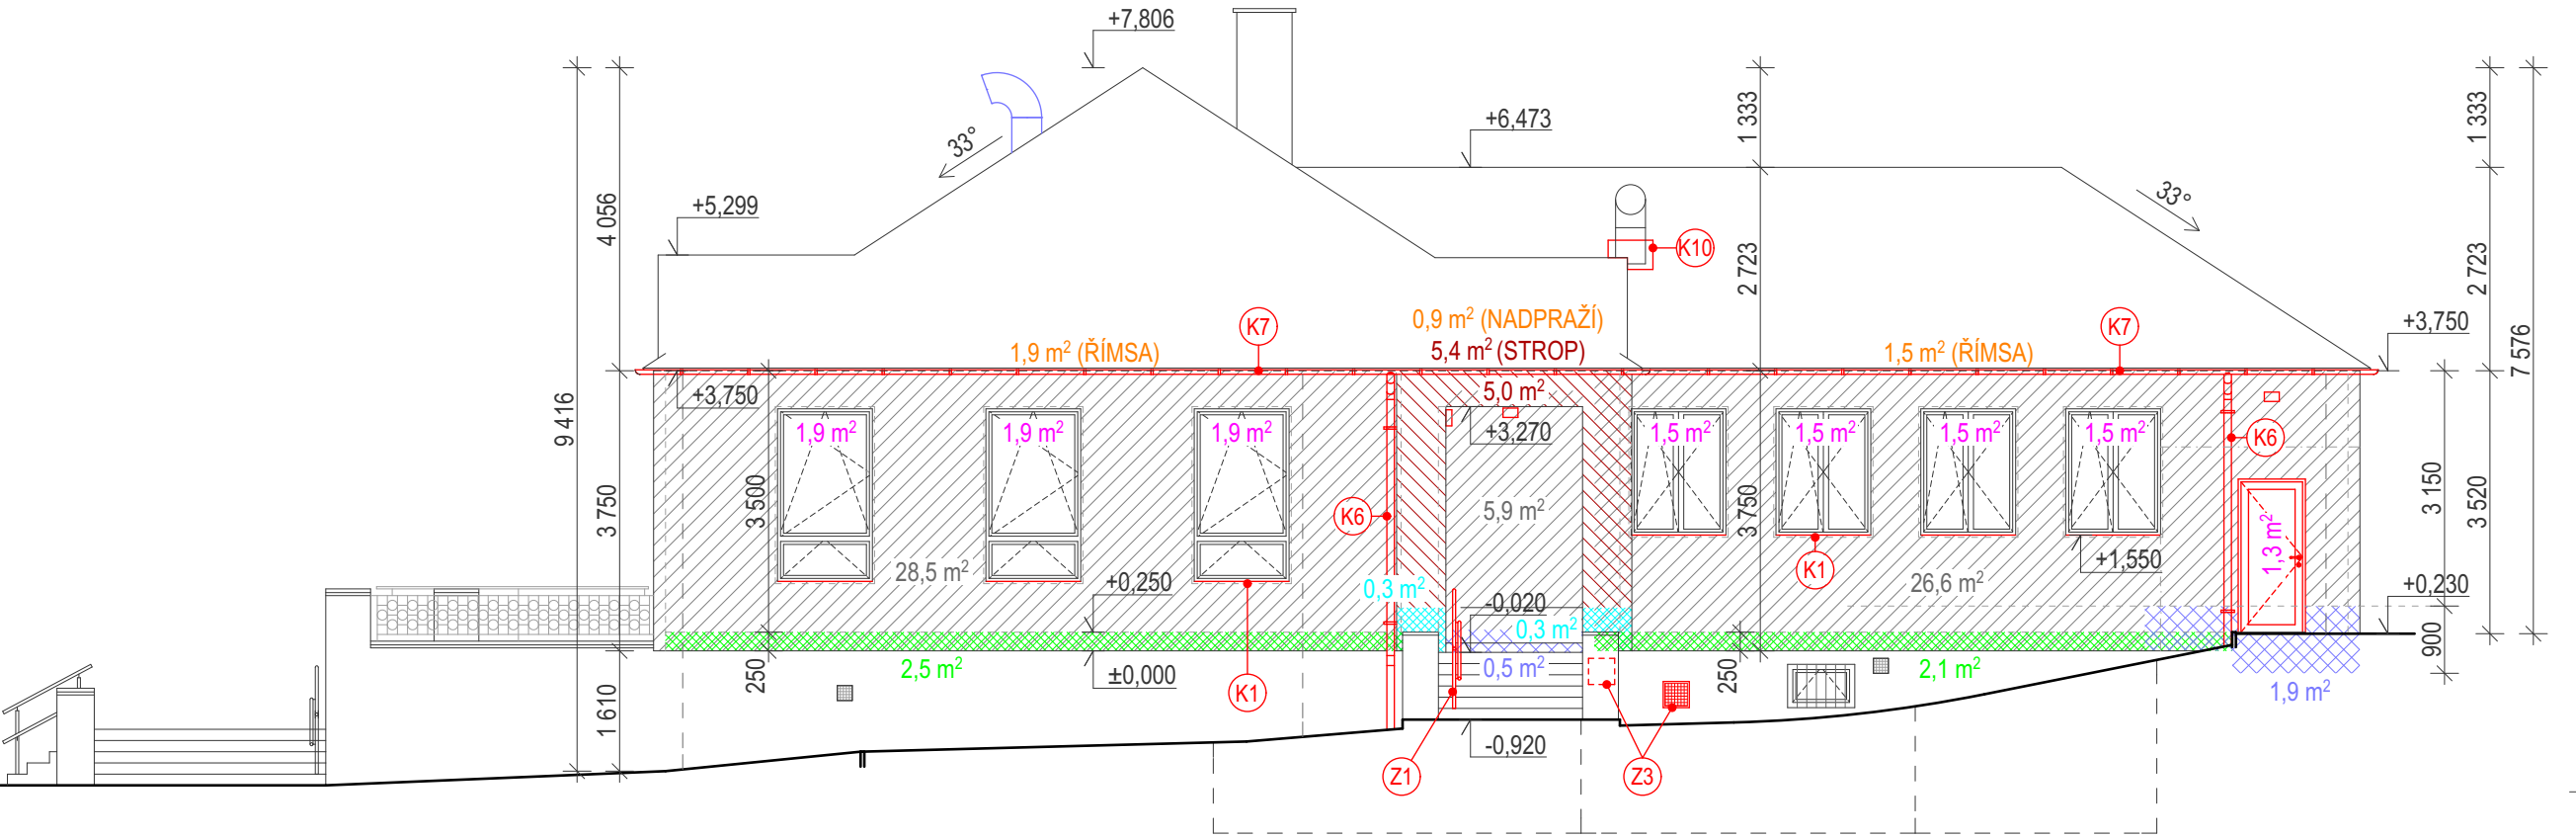 +7,806
+6,473
33°
33°
+5,299
4 056
9 416
3 750
1 610
1 333
2 723
1 333
2 723
7 576
K10
K7
0,9 m² (NADPRAŽÍ)
K7
+3,750
1,9 m² (ŘÍMSA)
5,4 m² (STROP)
1,5 m² (ŘÍMSA)
+3,750
5,0 m²
+3,270
1,9 m²
1,9 m²
1,9 m²
1,5 m²
1,5 m²
1,5 m²
1,5 m²
K6
3 500
K6
5,9 m²
3 750
3 150
3 520
1,3 m²
28,5 m²
+0,250
0,3 m²
-0,020
0,3 m²
K1
26,6 m²
+1,550
+0,230
900
250
2,5 m²
±0,000
K1
0,5 m²
250
2,1 m²
1,9 m²
-0,920
Z1
Z3